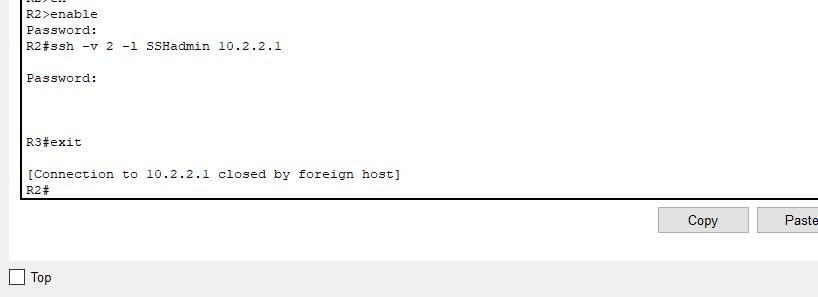 R2>enable
Password:
R2#ssh -v 2 -l SSHadmin 10.2.2.1
Password:
R3#exit
[Connection to 10.2.2.1 closed by foreign host]
R2#
Copy
Paste
Top